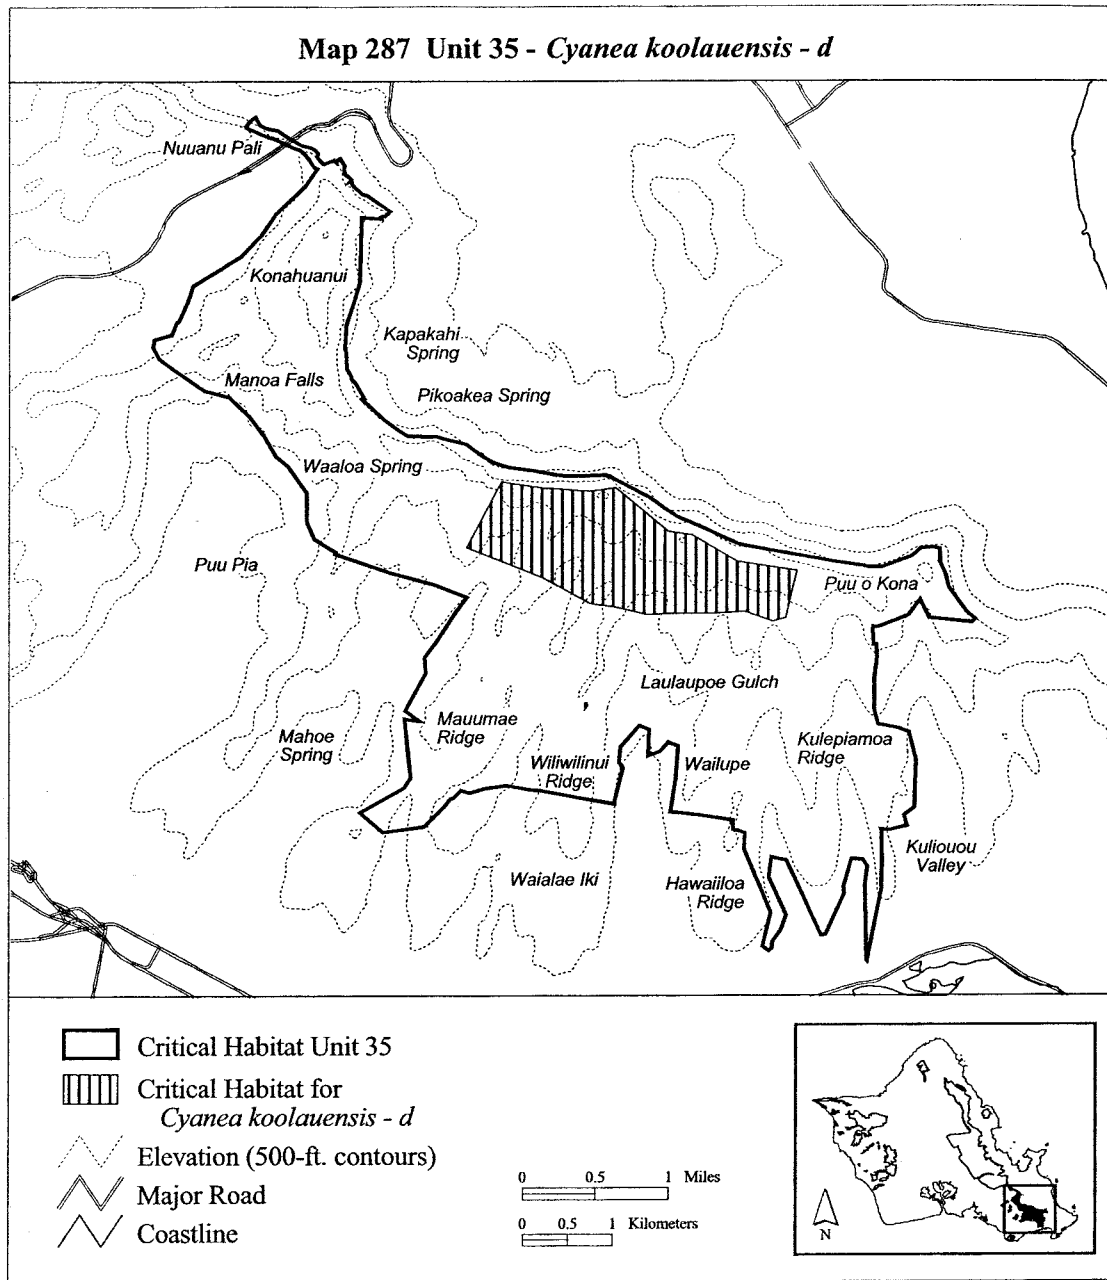 Map 287 Unit 35 - Cyanea koolauensis - d
Nuuanu Pali
Konahuanui
Kapakahi
Spring
Manoa Falls
Pikoakea Spring
Waaloa Spring
Puu Pia
Puu o Kona
Laulaupoe Gulch
Mahoe
Spring
Mauumae
Ridge
Wiliwilinui
Ridge
Wailupe
Kulepiamoa
Ridge
Waialae Iki
Hawaiiloa
Ridge
Kuliouou
Valley
Critical Habitat Unit 35
Critical Habitat for
Cyanea koolauensis - d
Elevation (500-ft. contours)
Major Road
Coastline
0 0.5 1 Miles
0 0.5 1 Kilometers
N